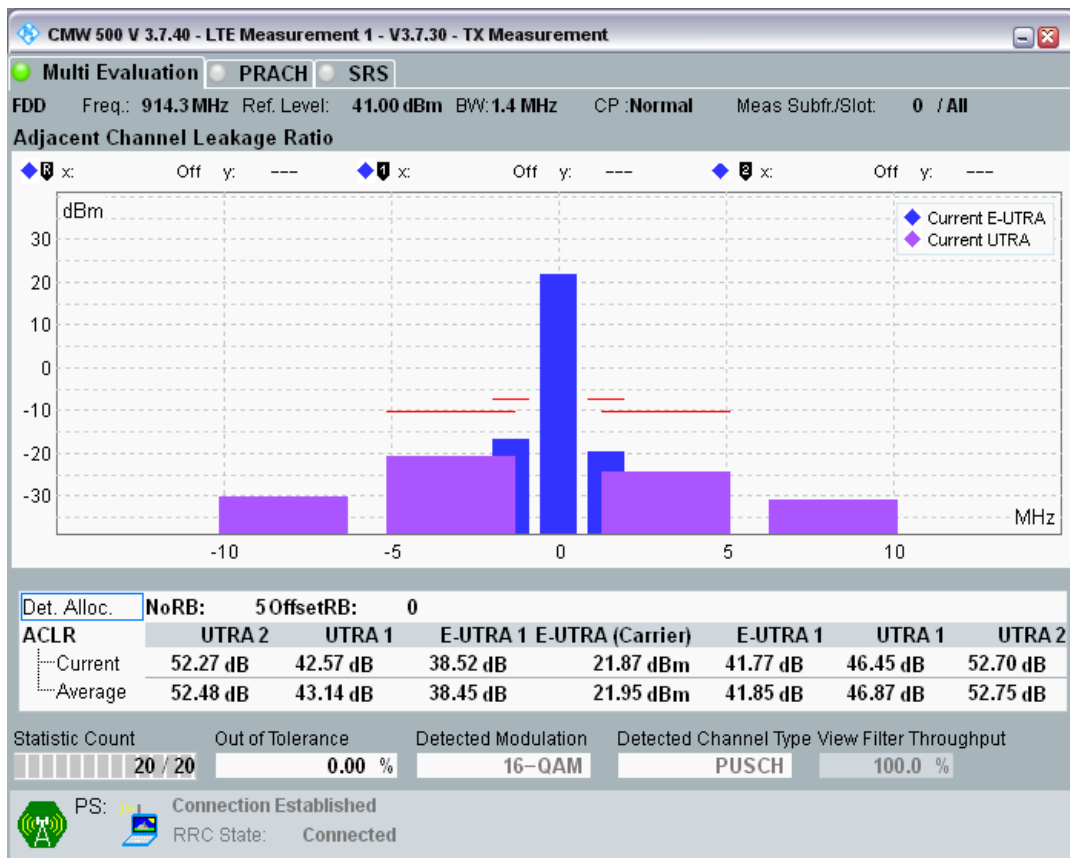 CMW 500 V 3.7.40 - LTE Measurement 1 - V3.7.30 - TX Measurement
Multi Evaluation PRACH SRS
FDD Freq.: 914.3 MHz Ref. Level: 41.00 dBm BW: 1.4 MHz CP :Normal Meas Subfr./Slot: 0 / All
Adjacent Channel Leakage Ratio
R x: Off y: --- 1 x: Off y: --- 2 x: Off y: ---
dBm
Current E-UTRA
Current UTRA
30
20
10
0
-10
-20
-30
MHz
-10 -5 0 5 10
Det. Alloc. NoRB: 5 OffsetRB: 0
ACLR UTRA 2 UTRA 1 E-UTRA 1 E-UTRA (Carrier) E-UTRA 1 UTRA 1 UTRA 2
Current 52.27 dB 42.57 dB 38.52 dB 21.87 dBm 41.77 dB 46.45 dB 52.70 dB
Average 52.48 dB 43.14 dB 38.45 dB 21.95 dBm 41.85 dB 46.87 dB 52.75 dB
Statistic Count Out of Tolerance Detected Modulation Detected Channel Type View Filter Throughput
20 / 20 0.00 % 16-QAM PUSCH 100.0 %
PS: Connection Established
RRC State: Connected